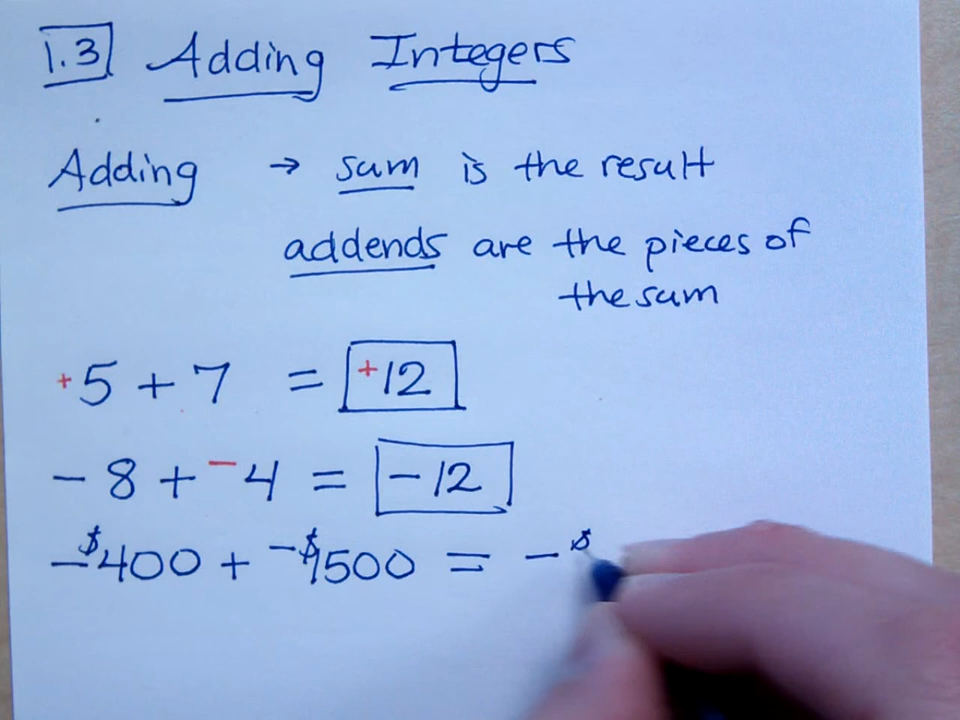 1.3 Adding Integers
Adding → sum is the result
addends are the pieces of
the sum
+5 + 7 = +12
-8 + -4 = -12
-$400 + -$1500 = -$